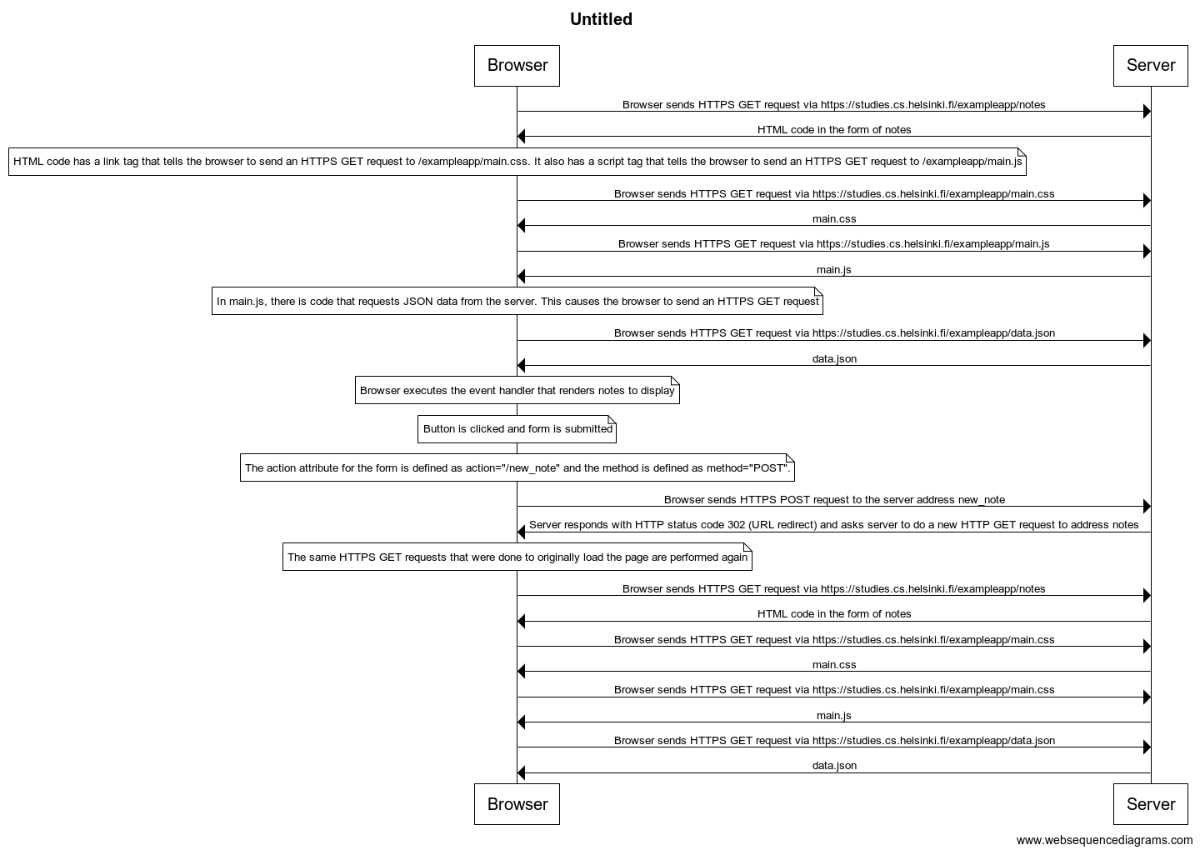 Untitled
Browser
Server
Browser sends HTTPS GET request via https://studies.cs.helsinki.fi/exampleapp/notes
HTML code in the form of notes
HTML code has a link tag that tells the browser to send an HTTPS GET request to /exampleapp/main.css. It also has a script tag that tells the browser to send an HTTPS GET request to /exampleapp/main.js
Browser sends HTTPS GET request via https://studies.cs.helsinki.fi/exampleapp/main.css
main.css
Browser sends HTTPS GET request via https://studies.cs.helsinki.fi/exampleapp/main.js
main.js
In main.js, there is code that requests JSON data from the server. This causes the browser to send an HTTPS GET request
Browser sends HTTPS GET request via https://studies.cs.helsinki.fi/exampleapp/data.json
data.json
Browser executes the event handler that renders notes to display
Button is clicked and form is submitted
The action attribute for the form is defined as action="/new_note" and the method is defined as method="POST".
Browser sends HTTPS POST request to the server address new_note
Server responds with HTTP status code 302 (URL redirect) and asks server to do a new HTTP GET request to address notes
The same HTTPS GET requests that were done to originally load the page are performed again
Browser sends HTTPS GET request via https://studies.cs.helsinki.fi/exampleapp/notes
HTML code in the form of notes
Browser sends HTTPS GET request via https://studies.cs.helsinki.fi/exampleapp/main.css
main.css
Browser sends HTTPS GET request via https://studies.cs.helsinki.fi/exampleapp/main.css
main.js
Browser sends HTTPS GET request via https://studies.cs.helsinki.fi/exampleapp/data.json
data.json
Browser
Server
www.websequencediagrams.com